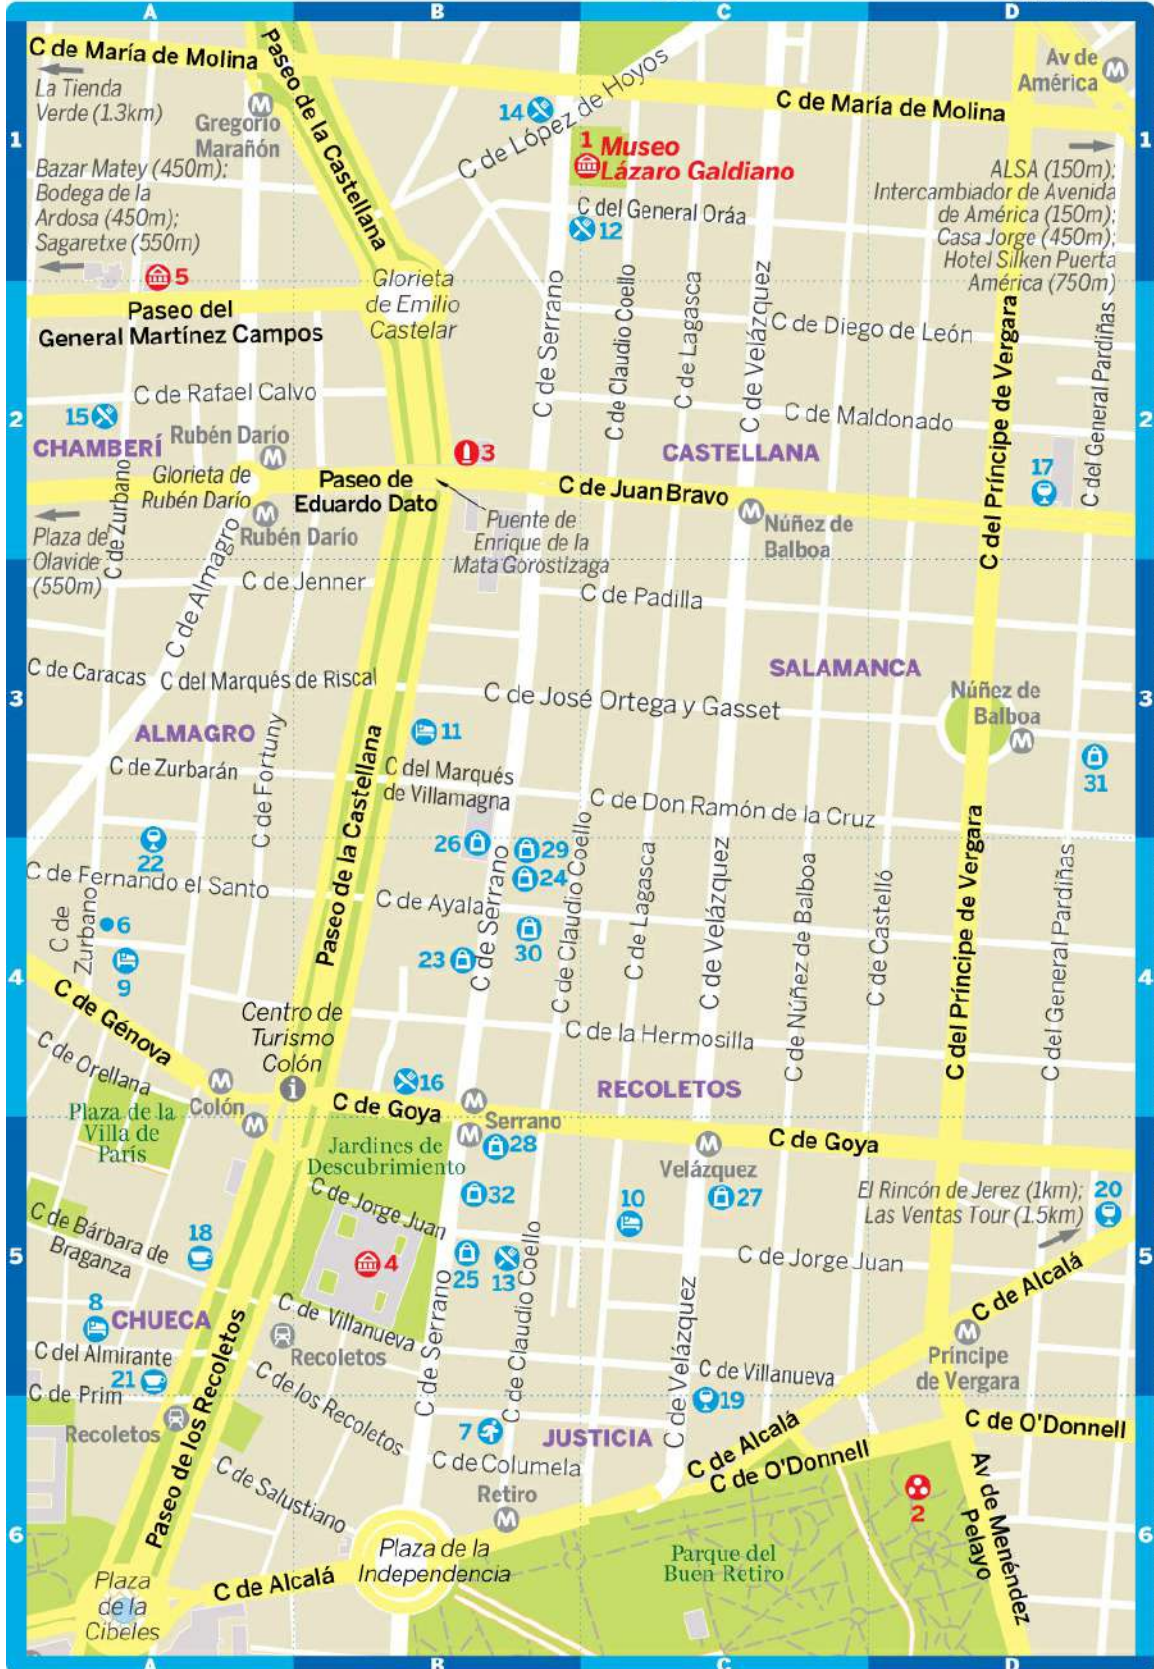 A
B
C
D
C de María de Molina
Paseo de la Castellana
La Tienda
Verde (1.3km)
Gregorio
Marañón
14
C de López de Hoyos
C de María de Molina
Av de
América
1
1
1 Museo
Lázaro Galdiano
Bazar Matey (450m);
Bodega de la
Ardosa (450m);
Sagaretxe (550m)
C del General Oráa
12
ALSA (150m);
Intercambiador de Avenida
de América (150m);
Casa Jorge (450m);
Hotel Silken Puerta
América (750m)
5
Glorieta
de Emilio
Castelar
Paseo del
General Martínez Campos
C de Serrano
C de Claudio Coello
C de Lagasca
C de Velázquez
C de Diego de León
C del Príncipe de Vergara
C del General Pardiñas
C de Rafael Calvo
2
15
C de Maldonado
2
CHAMBERÍ
Rubén Darío
3
CASTELLANA
17
Glorieta de
Rubén Darío
Paseo de
Eduardo Dato
C de Juan Bravo
C de Zurbano
Rubén Darío
Puente de
Enrique de la
Mata Gorostizaga
Núñez de
Balboa
Plaza de
Olavide
(550m)
C de Almagro
C de Jenner
C de Padilla
C de Caracas
C del Marqués de Riscal
SALAMANCA
3
C de José Ortega y Gasset
Núñez de
Balboa
3
ALMAGRO
C de Fortuny
11
C de Zurbarán
C del Marqués
de Villamagna
31
Paseo de la Castellana
C de Don Ramón de la Cruz
22
26
29
24
C de Fernando el Santo
C de Ayala
C de Serrano
C de Claudio Coello
C de Lagasca
C de Velázquez
C de Núñez de Balboa
C de Castelló
C del Príncipe de Vergara
C del General Pardiñas
C de
Zurbano
6
30
23
9
4
4
C de Génova
Centro de
Turismo
Colón
C de la Hermosilla
C de Orellana
Colón
16
RECOLETOS
C de Goya
Plaza de la
Villa de
París
Serrano
28
C de Goya
Jardines de
Descubrimiento
Velázquez
C de Jorge Juan
32
10
27
El Rincón de Jerez (1km);
Las Ventas Tour (1.5km)
20
C de Bárbara de
Braganza
18
5
4
25
13
C de Claudio Coello
C de Jorge Juan
5
C de Alcalá
8
CHUECA
C de Villanueva
C de Serrano
C de Velázquez
Príncipe
de Vergara
C del Almirante
Recoletos
C de Villanueva
21
C de Prim
C de los Recoletos
19
Recoletos
Paseo de los Recoletos
7
JUSTICIA
C de Alcalá
C de O'Donnell
C de O'Donnell
C de Columela
C de Salustiano
Retiro
2
Av de Menéndez
Pelayo
6
6
Plaza de la
Independencia
Parque del
Buen Retiro
Plaza
de la
Cibeles
C de Alcalá
A
B
C
D